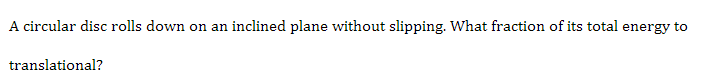 A circular disc rolls down on an inclined plane without slipping. What fraction of its total energy to
translational?